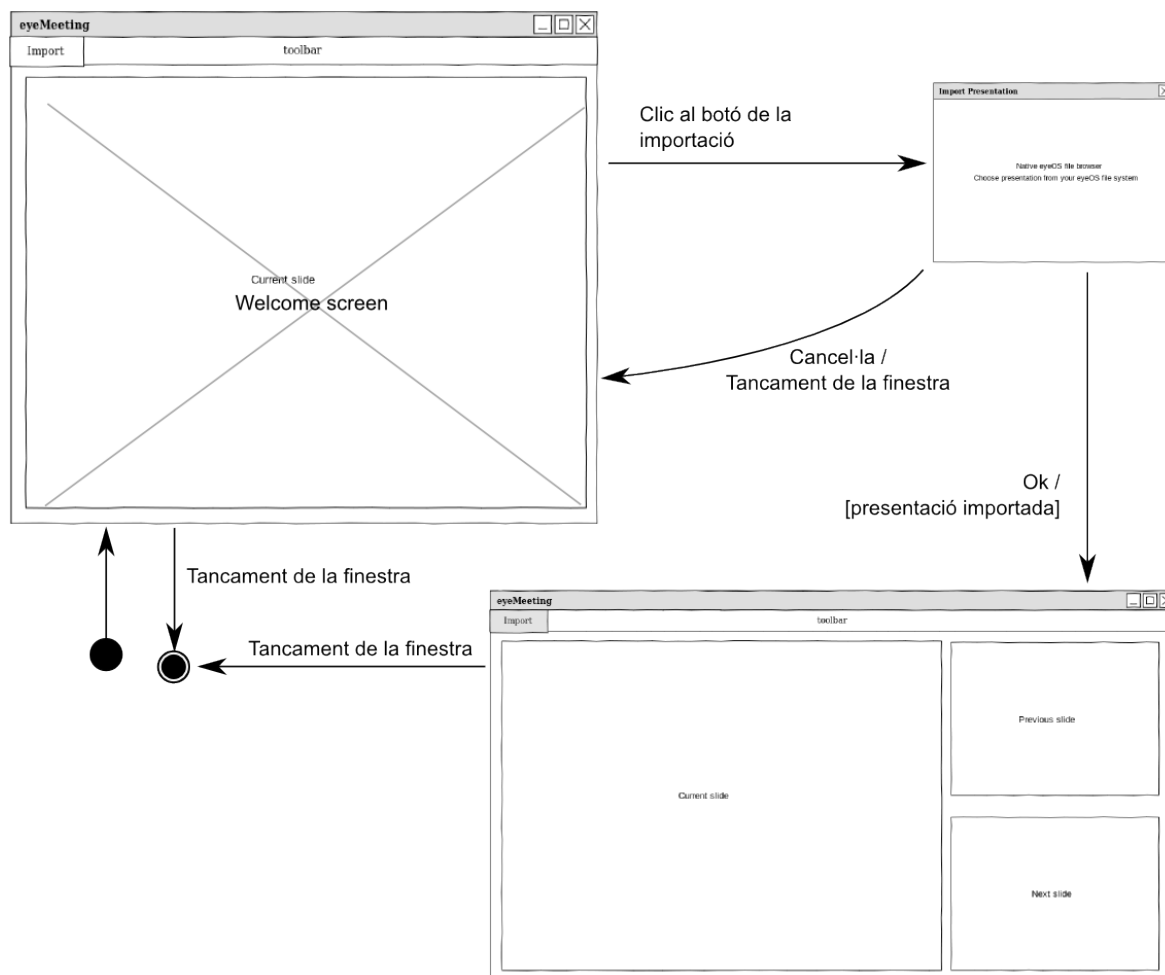 eyeMeeting
Import
toolbar
Current slide
Welcome screen
Clic al botó de la
importació
Import Presentation
Native eyeOS file browser
Choose presentation from your eyeOS file system
Cancel·la /
Tancament de la finestra
Ok /
[presentació importada]
Tancament de la finestra
Tancament de la finestra
eyeMeeting
Import
toolbar
Current slide
Previous slide
Next slide